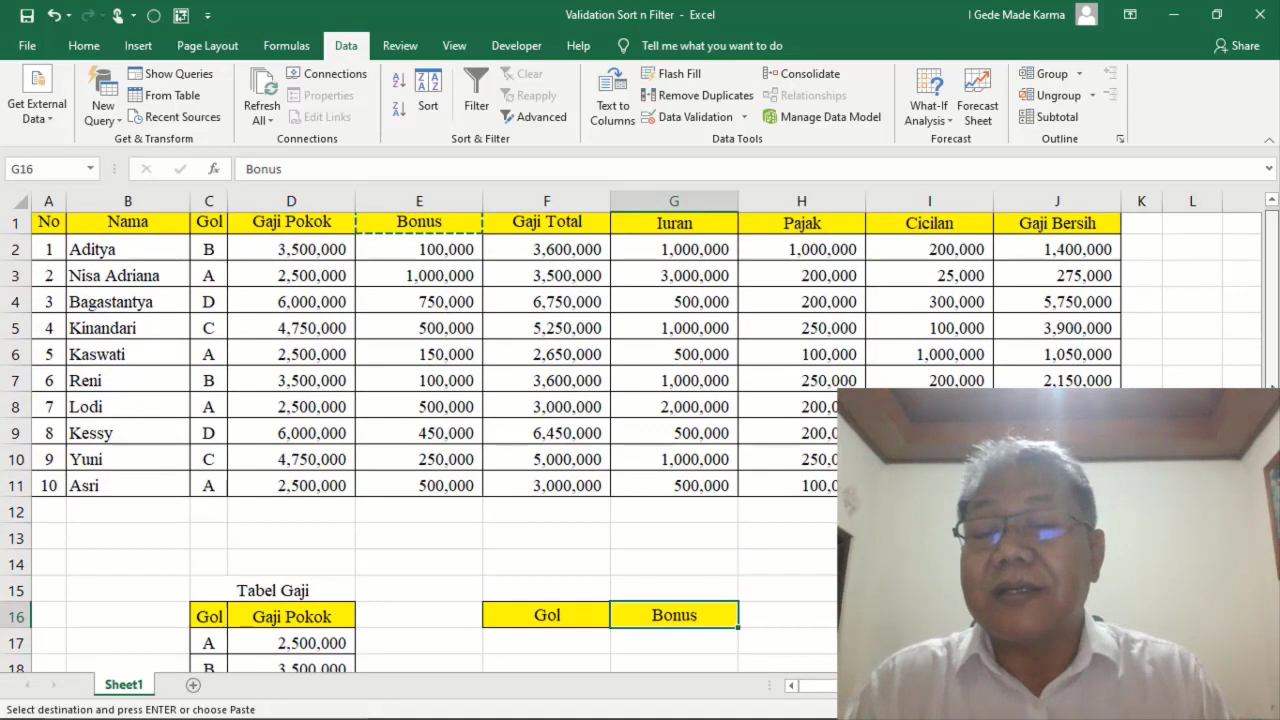 Validation Sort n Filter - Excel
I Gede Made Karma
File Home Insert Page Layout Formulas Data Review View Developer Help Tell me what you want to do Share
Get External Data
New Query
Show Queries
From Table
Recent Sources
Get & Transform
Refresh All
Connections
Properties
Edit Links
Connections
Sort
Filter
Clear
Reapply
Advanced
Sort & Filter
Text to Columns
Flash Fill
Remove Duplicates
Data Validation
Consolidate
Relationships
Manage Data Model
Data Tools
What-If Analysis
Forecast Sheet
Forecast
Group
Ungroup
Subtotal
Outline
G16 fx Bonus
A B C D E F G H I J K L
1 No Nama Gol Gaji Pokok Bonus Gaji Total Iuran Pajak Cicilan Gaji Bersih
2 1 Aditya B 3,500,000 100,000 3,600,000 1,000,000 1,000,000 200,000 1,400,000
3 2 Nisa Adriana A 2,500,000 1,000,000 3,500,000 3,000,000 200,000 25,000 275,000
4 3 Bagastantya D 6,000,000 750,000 6,750,000 500,000 200,000 300,000 5,750,000
5 4 Kinandari C 4,750,000 500,000 5,250,000 1,000,000 250,000 100,000 3,900,000
6 5 Kaswati A 2,500,000 150,000 2,650,000 500,000 100,000 1,000,000 1,050,000
7 6 Reni B 3,500,000 100,000 3,600,000 1,000,000 250,000 200,000 2,150,000
8 7 Lodi A 2,500,000 500,000 3,000,000 2,000,000 200,0
9 8 Kessy D 6,000,000 450,000 6,450,000 500,000 200,0
10 9 Yuni C 4,750,000 250,000 5,000,000 1,000,000 250,0
11 10 Asri A 2,500,000 500,000 3,000,000 500,000 100,0
12
13
14
15 Tabel Gaji
16 Gol Gaji Pokok Gol Bonus
17 A 2,500,000
18 B 3,500,000
Sheet1
Select destination and press ENTER or choose Paste